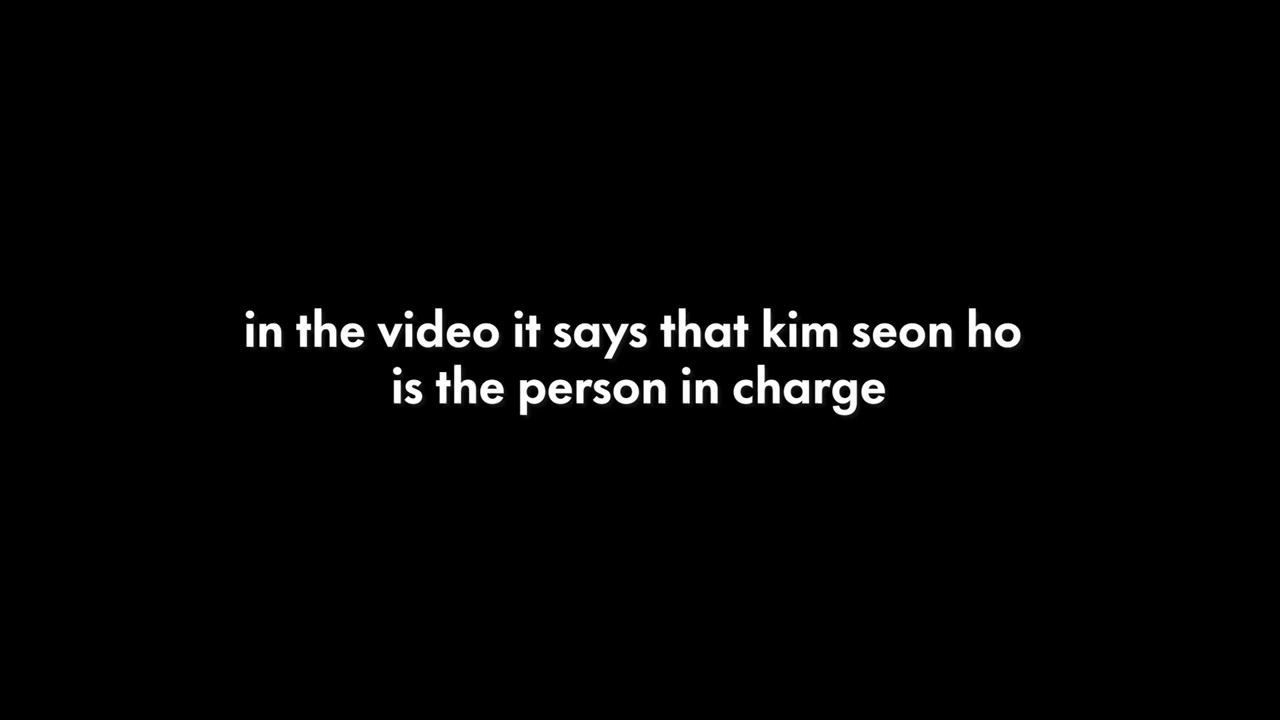 in the video it says that kim seon ho
is the person in charge